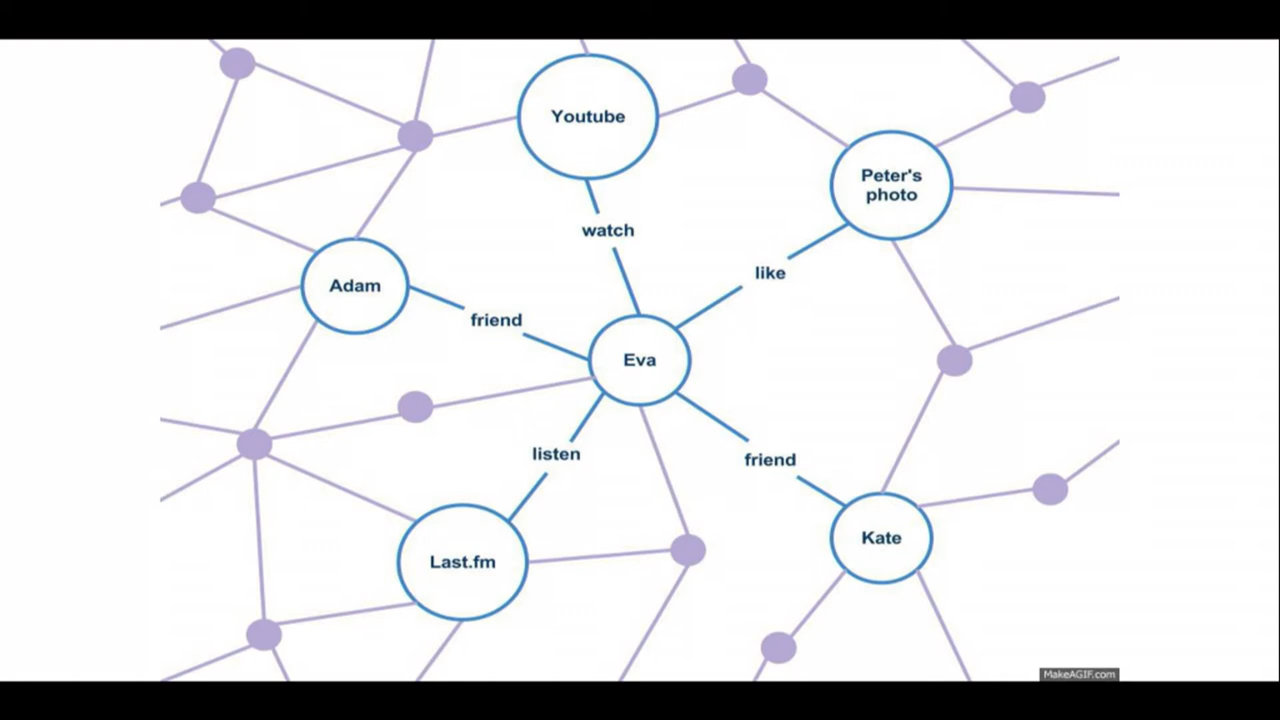 Youtube
Peter's
photo
watch
like
Adam
friend
Eva
listen
friend
Kate
Last.fm
MakeAGIF.com